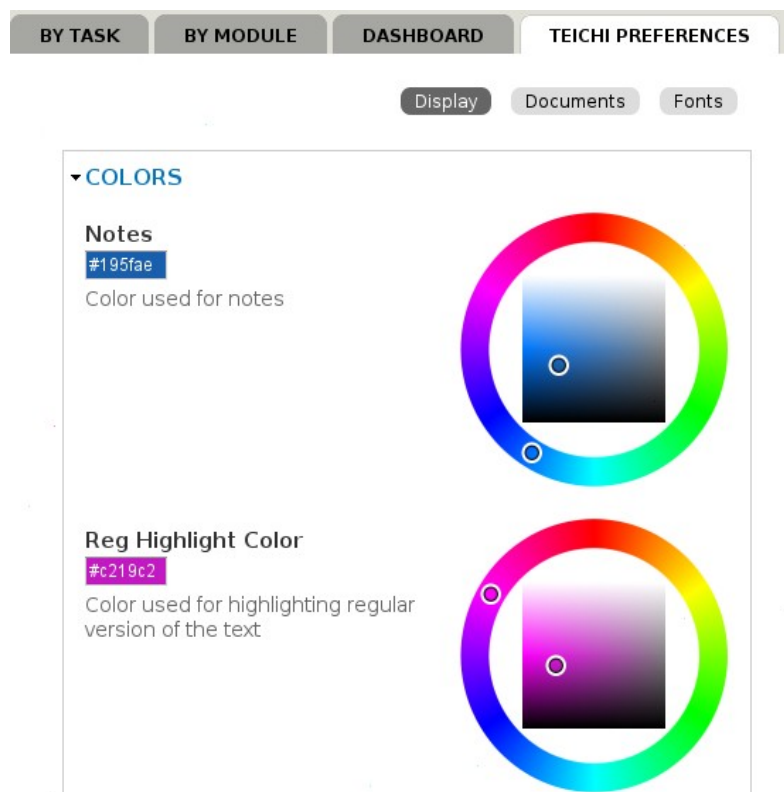 BY TASK BY MODULE DASHBOARD TEICHI PREFERENCES
Display Documents Fonts
COLORS
Notes
#195fae
Color used for notes
Reg Highlight Color
#c219c2
Color used for highlighting regular
version of the text